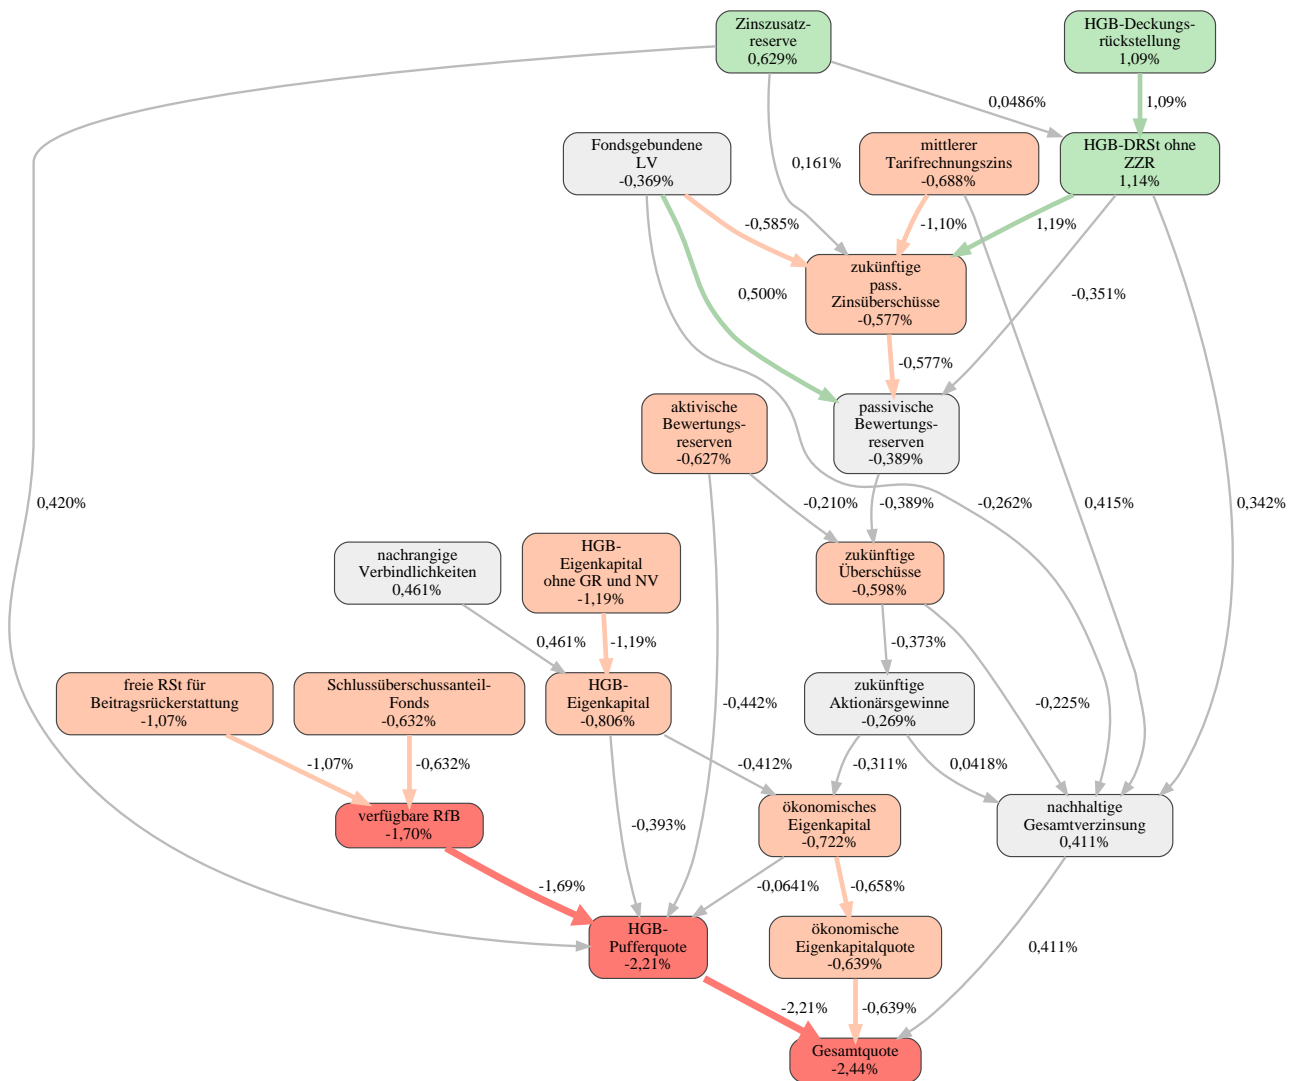 Zinszusatz-
reserve
0,629%
HGB-Deckungs-
rückstellung
1,09%
0,0486%
1,09%
Fondsgebundene
LV
-0,369%
mittlerer
Tarifrechnungszins
-0,688%
HGB-DRSt ohne
ZZR
1,14%
0,161%
-0,585%
-1,10%
1,19%
zukünftige
pass.
Zinsüberschüsse
-0,577%
0,500%
-0,351%
-0,577%
aktivische
Bewertungs-
reserven
-0,627%
passivische
Bewertungs-
reserven
-0,389%
0,420%
-0,210%
-0,389%
-0,262%
0,415%
0,342%
nachrangige
Verbindlichkeiten
0,461%
HGB-
Eigenkapital
ohne GR und NV
-1,19%
zukünftige
Überschüsse
-0,598%
0,461%
-1,19%
-0,373%
freie RSt für
Beitragsrückerstattung
-1,07%
Schlussüberschussanteil-
Fonds
-0,632%
HGB-
Eigenkapital
-0,806%
-0,442%
zukünftige
Aktionärsgewinne
-0,269%
-0,225%
-1,07%
-0,632%
-0,412%
-0,311%
0,0418%
verfügbare RfB
-1,70%
-0,393%
ökonomisches
Eigenkapital
-0,722%
nachhaltige
Gesamtverzinsung
0,411%
-1,69%
-0,0641%
-0,658%
HGB-
Pufferquote
-2,21%
ökonomische
Eigenkapitalquote
-0,639%
0,411%
-2,21%
-0,639%
Gesamtquote
-2,44%